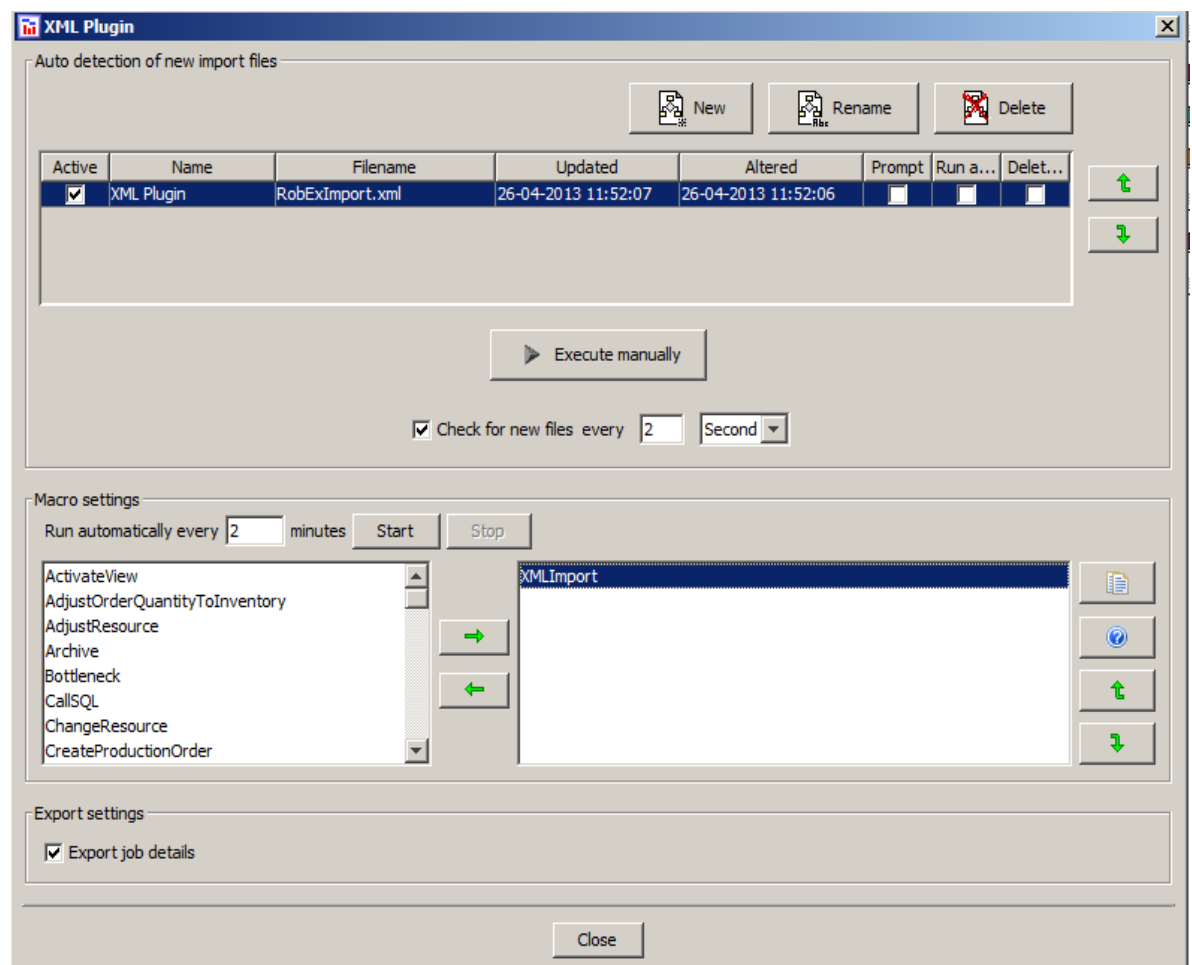 XML Plugin
Auto detection of new import files
New Rename Delete
Active Name Filename Updated Altered Prompt Run a... Delet...
XML Plugin RobExImport.xml 26-04-2013 11:52:07 26-04-2013 11:52:06
Execute manually
Check for new files every 2 Second
Macro settings
Run automatically every 2 minutes Start Stop
ActivateView
AdjustOrderQuantityToInventory
AdjustResource
Archive
Bottleneck
CallSQL
ChangeResource
CreateProductionOrder
XMLImport
Export settings
Export job details
Close